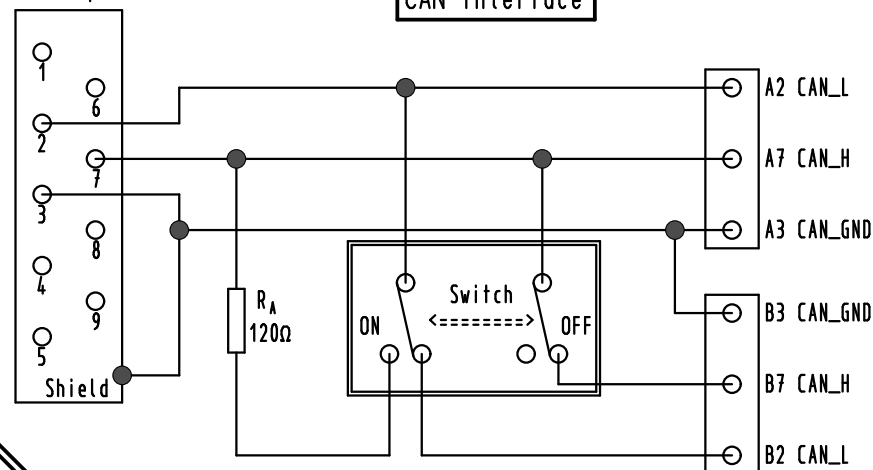 CAN Interface
1
6
2
7
3
8
4
9
5
Shield
A2 CAN_L
A7 CAN_H
A3 CAN_GND
R_A
120Ω
ON
Switch
OFF
B3 CAN_GND
B7 CAN_H
B2 CAN_L